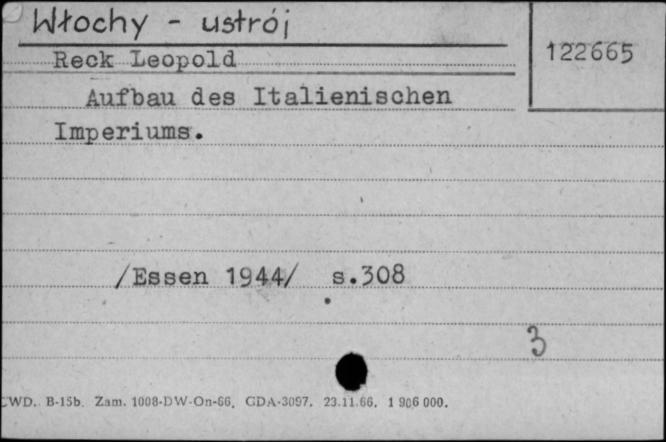 Włochy - ustrój
122665
Reck Leopold
Aufbau des Italienischen
Imperiums.
/Essen 1944/ s.308
3
CWD. B-15b. Zam. 1008-DW-On-66. GDA-3097. 23.11.66. 1 906 000.